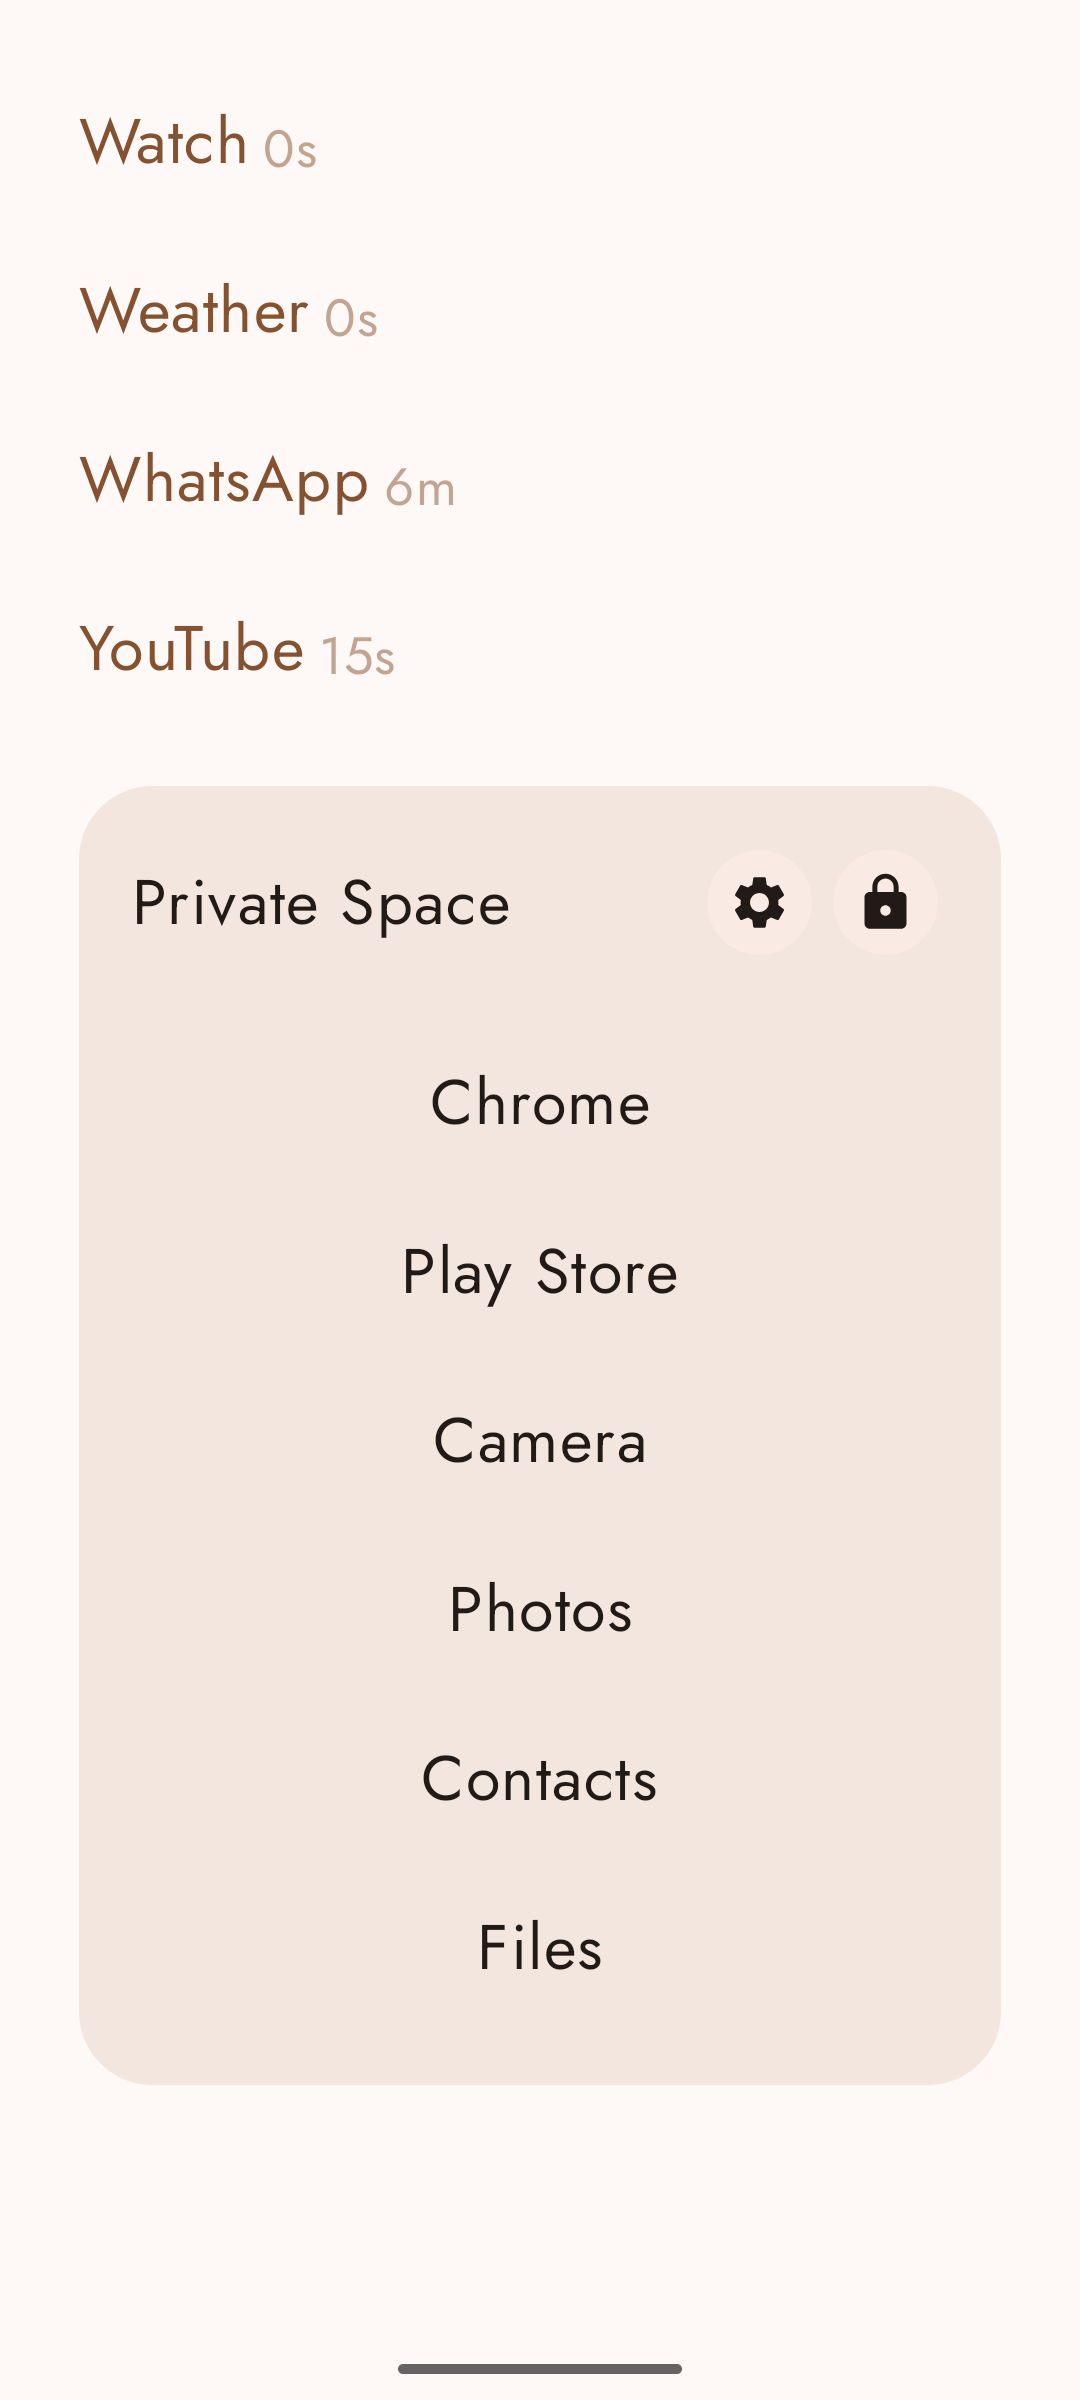 Watch 0s
Weather 0s
WhatsApp 6m
YouTube 15s
Private Space
Chrome
Play Store
Camera
Photos
Contacts
Files